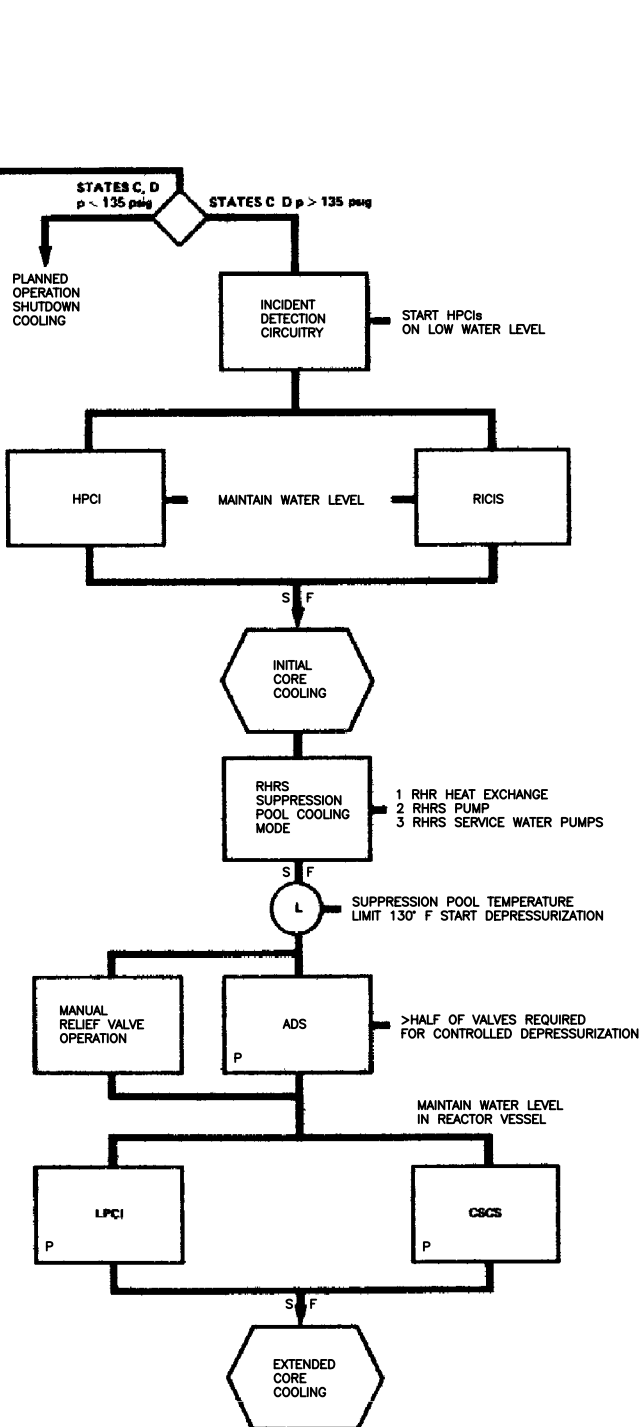 STATES C, D
p < 135 psig
STATES C D p > 135 psig
PLANNED
OPERATION
SHUTDOWN
COOLING
INCIDENT
DETECTION
CIRCUITRY
START HPCIs
ON LOW WATER LEVEL
HPCI
MAINTAIN WATER LEVEL
RICIS
S F
INITIAL
CORE
COOLING
RHRS
SUPPRESSION
POOL COOLING
MODE
1 RHR HEAT EXCHANGE
2 RHRS PUMP
3 RHRS SERVICE WATER PUMPS
S F
L
SUPPRESSION POOL TEMPERATURE
LIMIT 130° F START DEPRESSURIZATION
MANUAL
RELIEF VALVE
OPERATION
ADS
P
>HALF OF VALVES REQUIRED
FOR CONTROLLED DEPRESSURIZATION
MAINTAIN WATER LEVEL
IN REACTOR VESSEL
LPCI
P
CSCS
P
S F
EXTENDED
CORE
COOLING